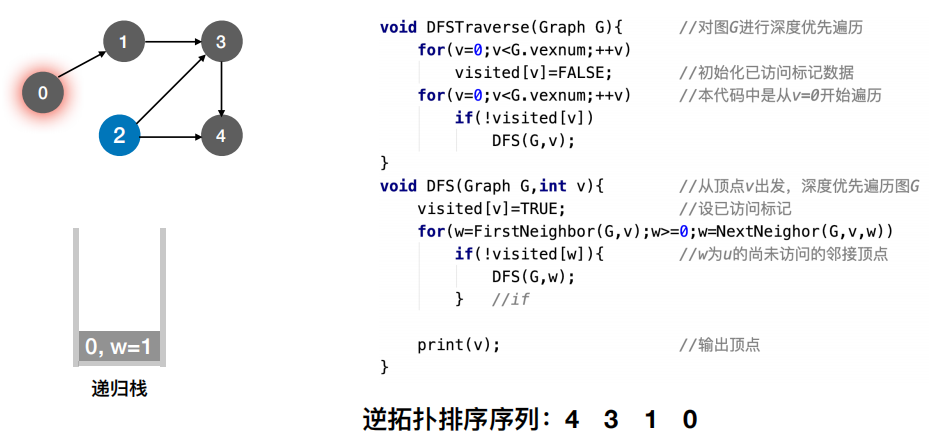 0
1
3
2
4
0, w=1
递归栈
void DFSTraverse(Graph G){ //对图G进行深度优先遍历
for(v=0;v<G.vexnum;++v)
visited[v]=FALSE; //初始化已访问标记数据
for(v=0;v<G.vexnum;++v) //本代码中是从v=0开始遍历
if(!visited[v])
DFS(G,v);
}
void DFS(Graph G,int v){ //从顶点v出发，深度优先遍历图G
visited[v]=TRUE; //设已访问标记
for(w=FirstNeighbor(G,v);w>=0;w=NextNeighor(G,v,w))
if(!visited[w]){ //w为u的尚未访问的邻接顶点
DFS(G,w);
} //if
print(v); //输出顶点
}
逆拓扑排序序列：4 3 1 0